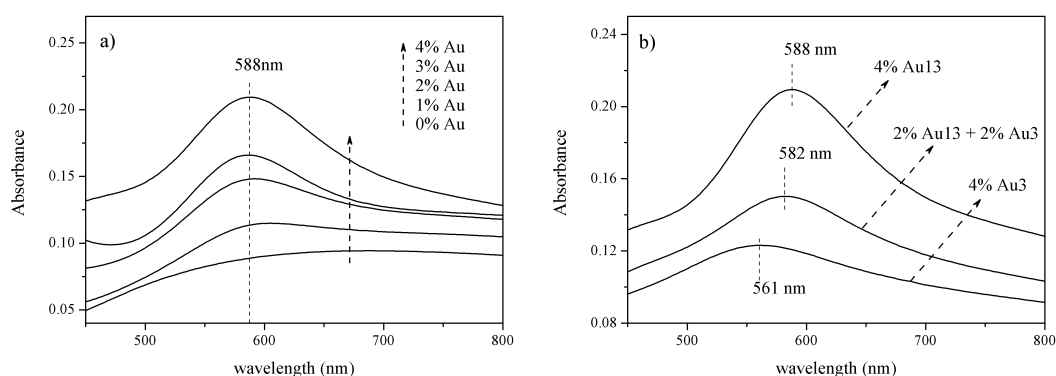 a)
588nm
4% Au
3% Au
2% Au
1% Au
0% Au
0.25
0.20
0.15
0.10
0.05
Absorbance
500
600
700
800
wavelength (nm)
b)
588 nm
4% Au13
2% Au13 + 2% Au3
582 nm
4% Au3
561 nm
0.24
0.20
0.16
0.12
0.08
Absorbance
500
600
700
800
wavelength (nm)